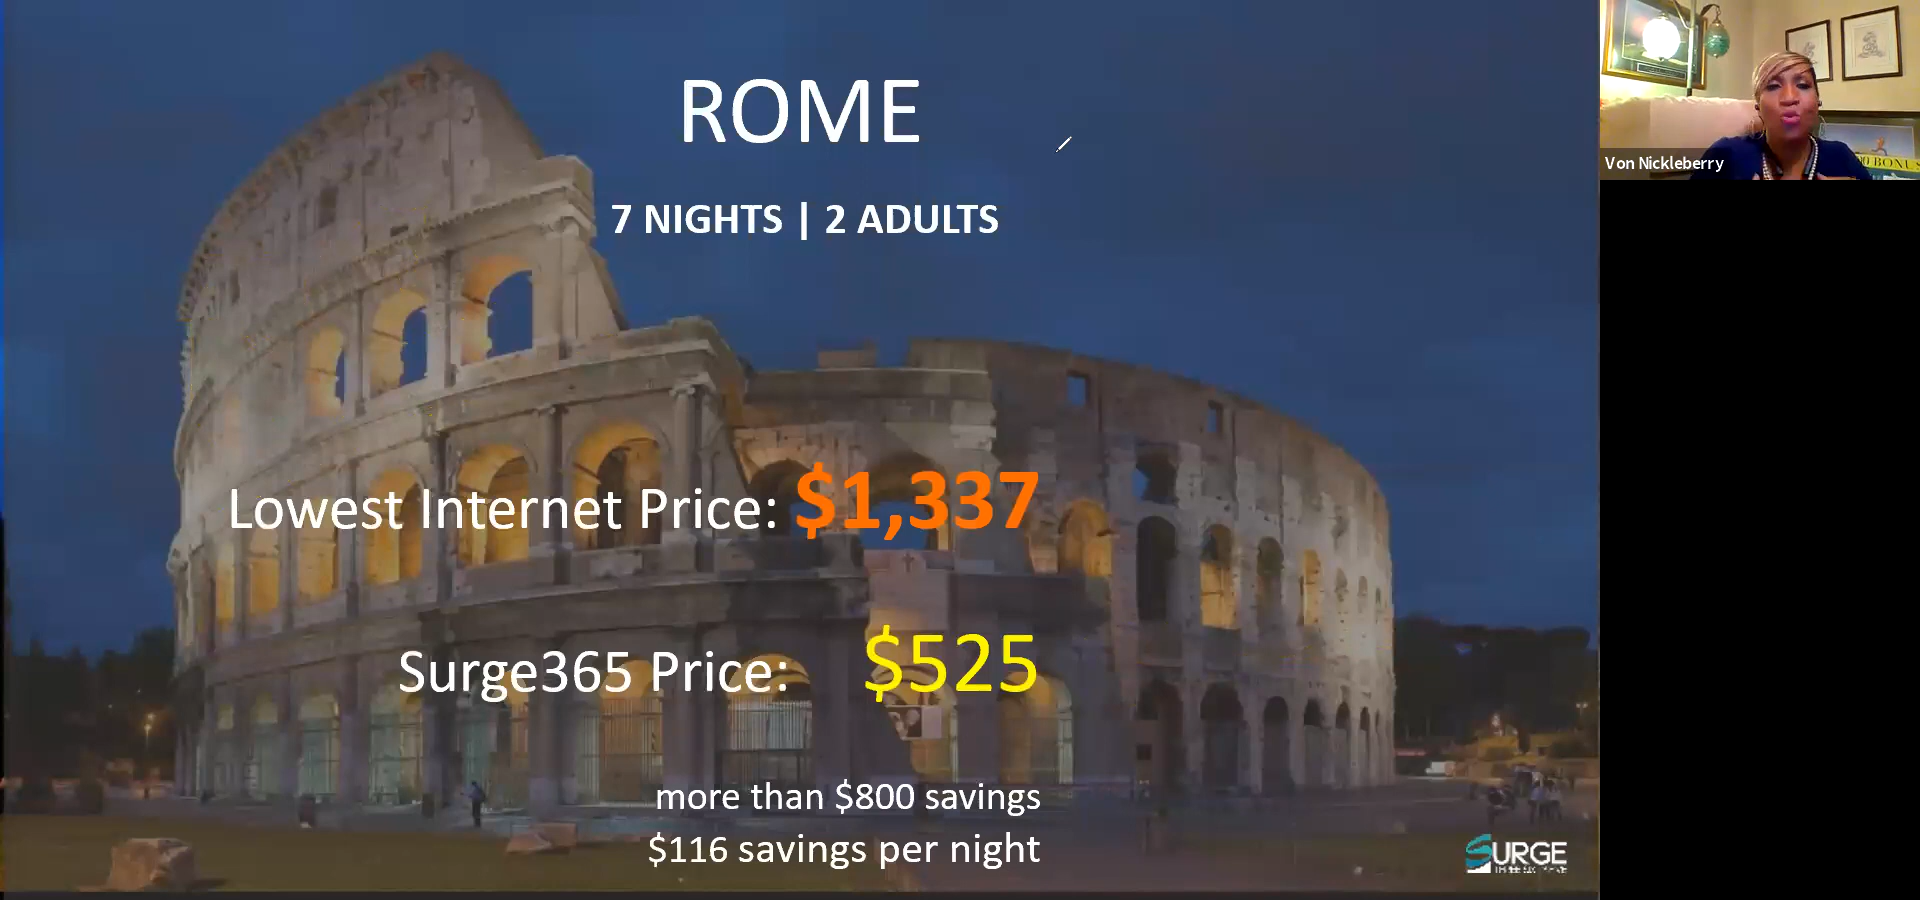 ROME
7 NIGHTS | 2 ADULTS
Lowest Internet Price: $1,337
Surge365 Price: $525
more than $800 savings
$116 savings per night
SURGE
Von Nickleberry